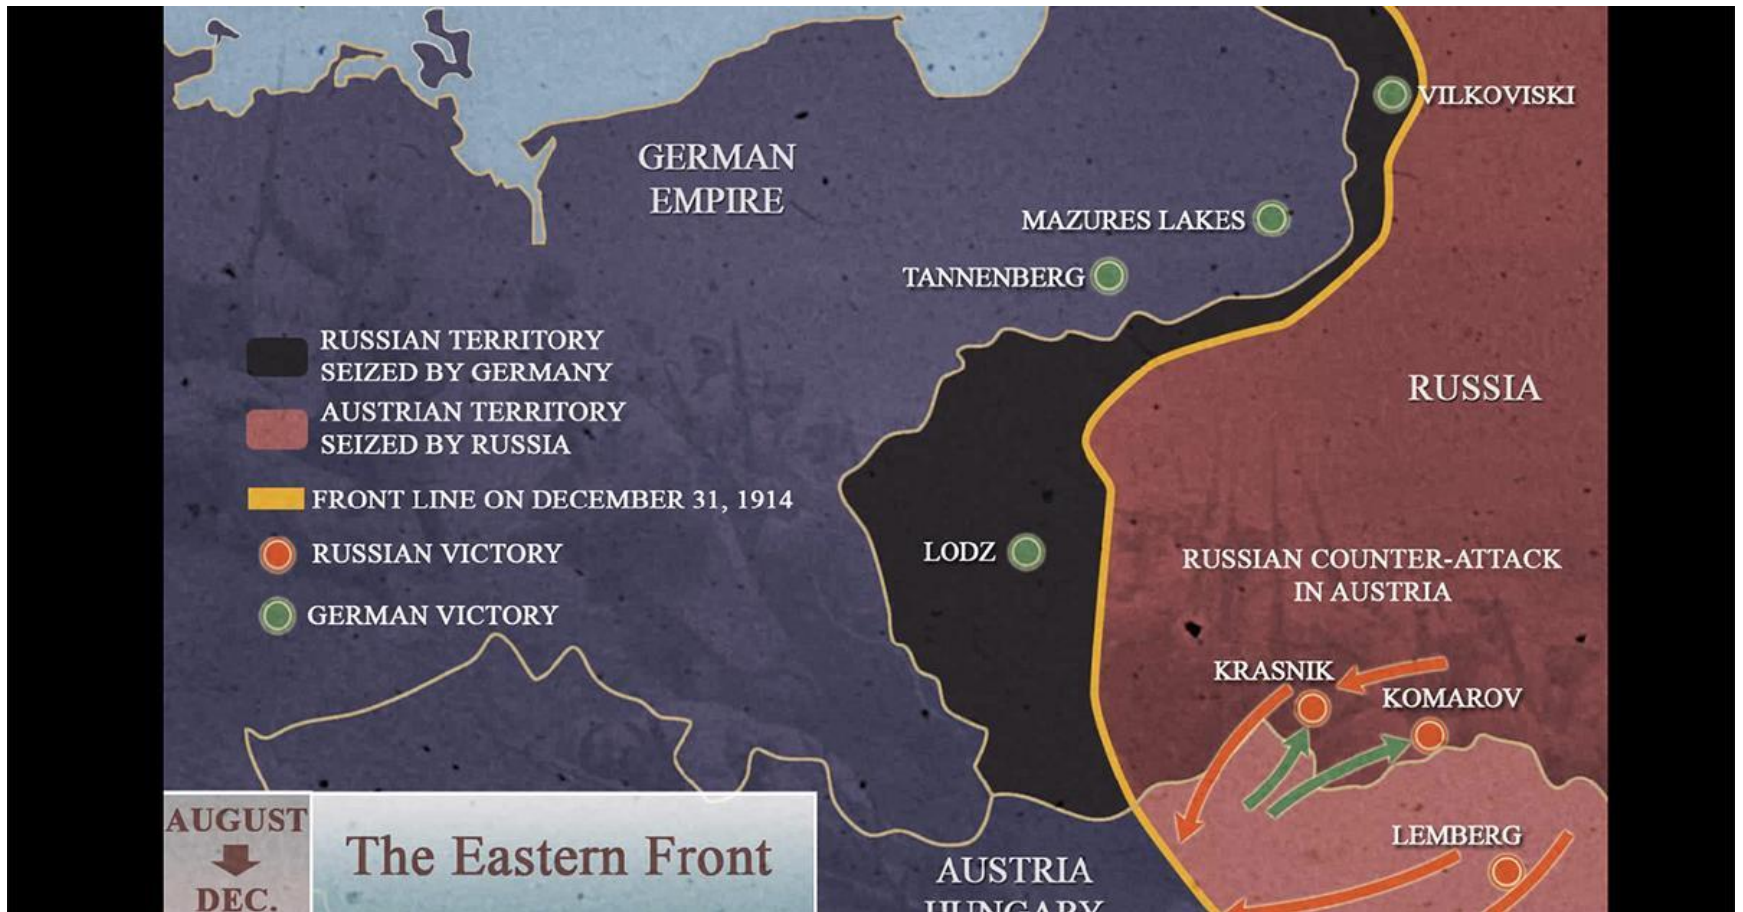 VILKOVISKI
GERMAN
EMPIRE
MAZURES LAKES
TANNENBERG
RUSSIAN TERRITORY
SEIZED BY GERMANY
AUSTRIAN TERRITORY
SEIZED BY RUSSIA
RUSSIA
FRONT LINE ON DECEMBER 31, 1914
LODZ
RUSSIAN VICTORY
GERMAN VICTORY
RUSSIAN COUNTER-ATTACK
IN AUSTRIA
KRASNIK
KOMAROV
LEMBERG
AUGUST
DEC.
The Eastern Front
AUSTRIA
HUNGARY